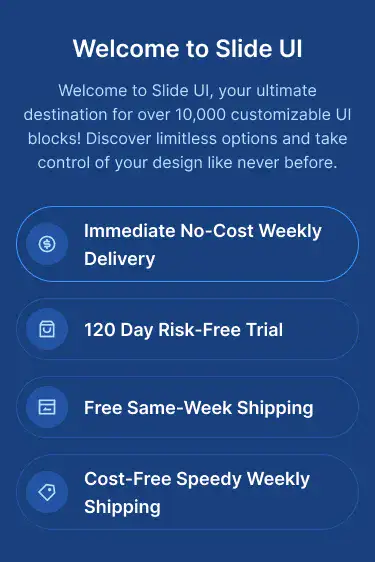 Welcome to Slide UI
Welcome to Slide UI, your ultimate
destination for over 10,000 customizable UI
blocks! Discover limitless options and take
control of your design like never before.
Immediate No-Cost Weekly
Delivery
120 Day Risk-Free Trial
Free Same-Week Shipping
Cost-Free Speedy Weekly
Shipping